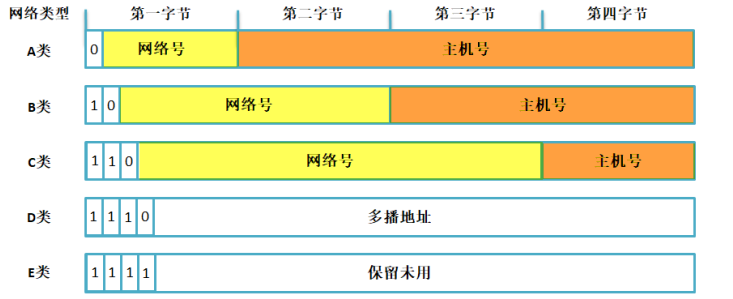 网络类型 第一字节 第二字节 第三字节 第四字节
A类 0 网络号 主机号
B类 1 0 网络号 主机号
C类 1 1 0 网络号 主机号
D类 1 1 1 0 多播地址
E类 1 1 1 1 保留未用